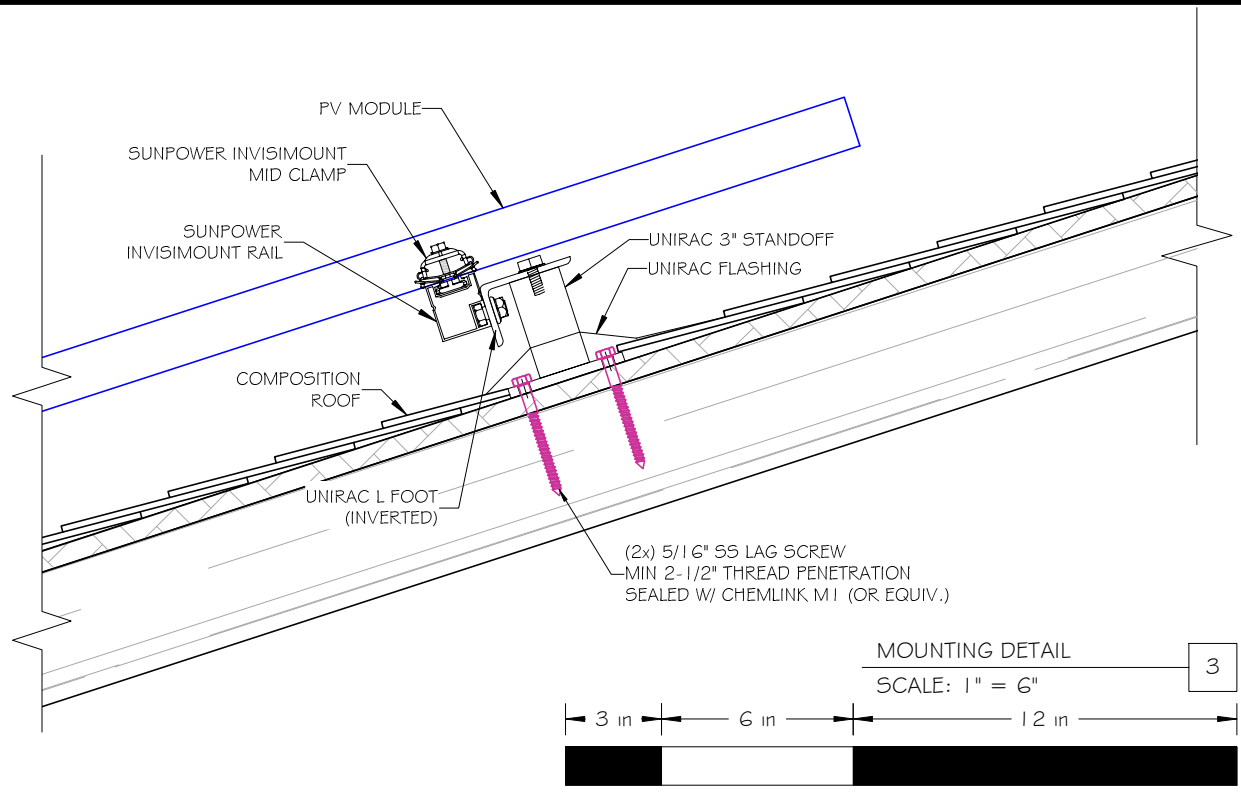 PV MODULE
SUNPOWER INVISIMOUNT
MID CLAMP
SUNPOWER
INVISIMOUNT RAIL
UNIRAC 3" STANDOFF
UNIRAC FLASHING
COMPOSITION
ROOF
UNIRAC L FOOT
(INVERTED)
(2x) 5/16" SS LAG SCREW
MIN 2-1/2" THREAD PENETRATION
SEALED W/ CHEMLINK M1 (OR EQUIV.)
MOUNTING DETAIL
3
SCALE: 1" = 6"
3 in
6 in
12 in